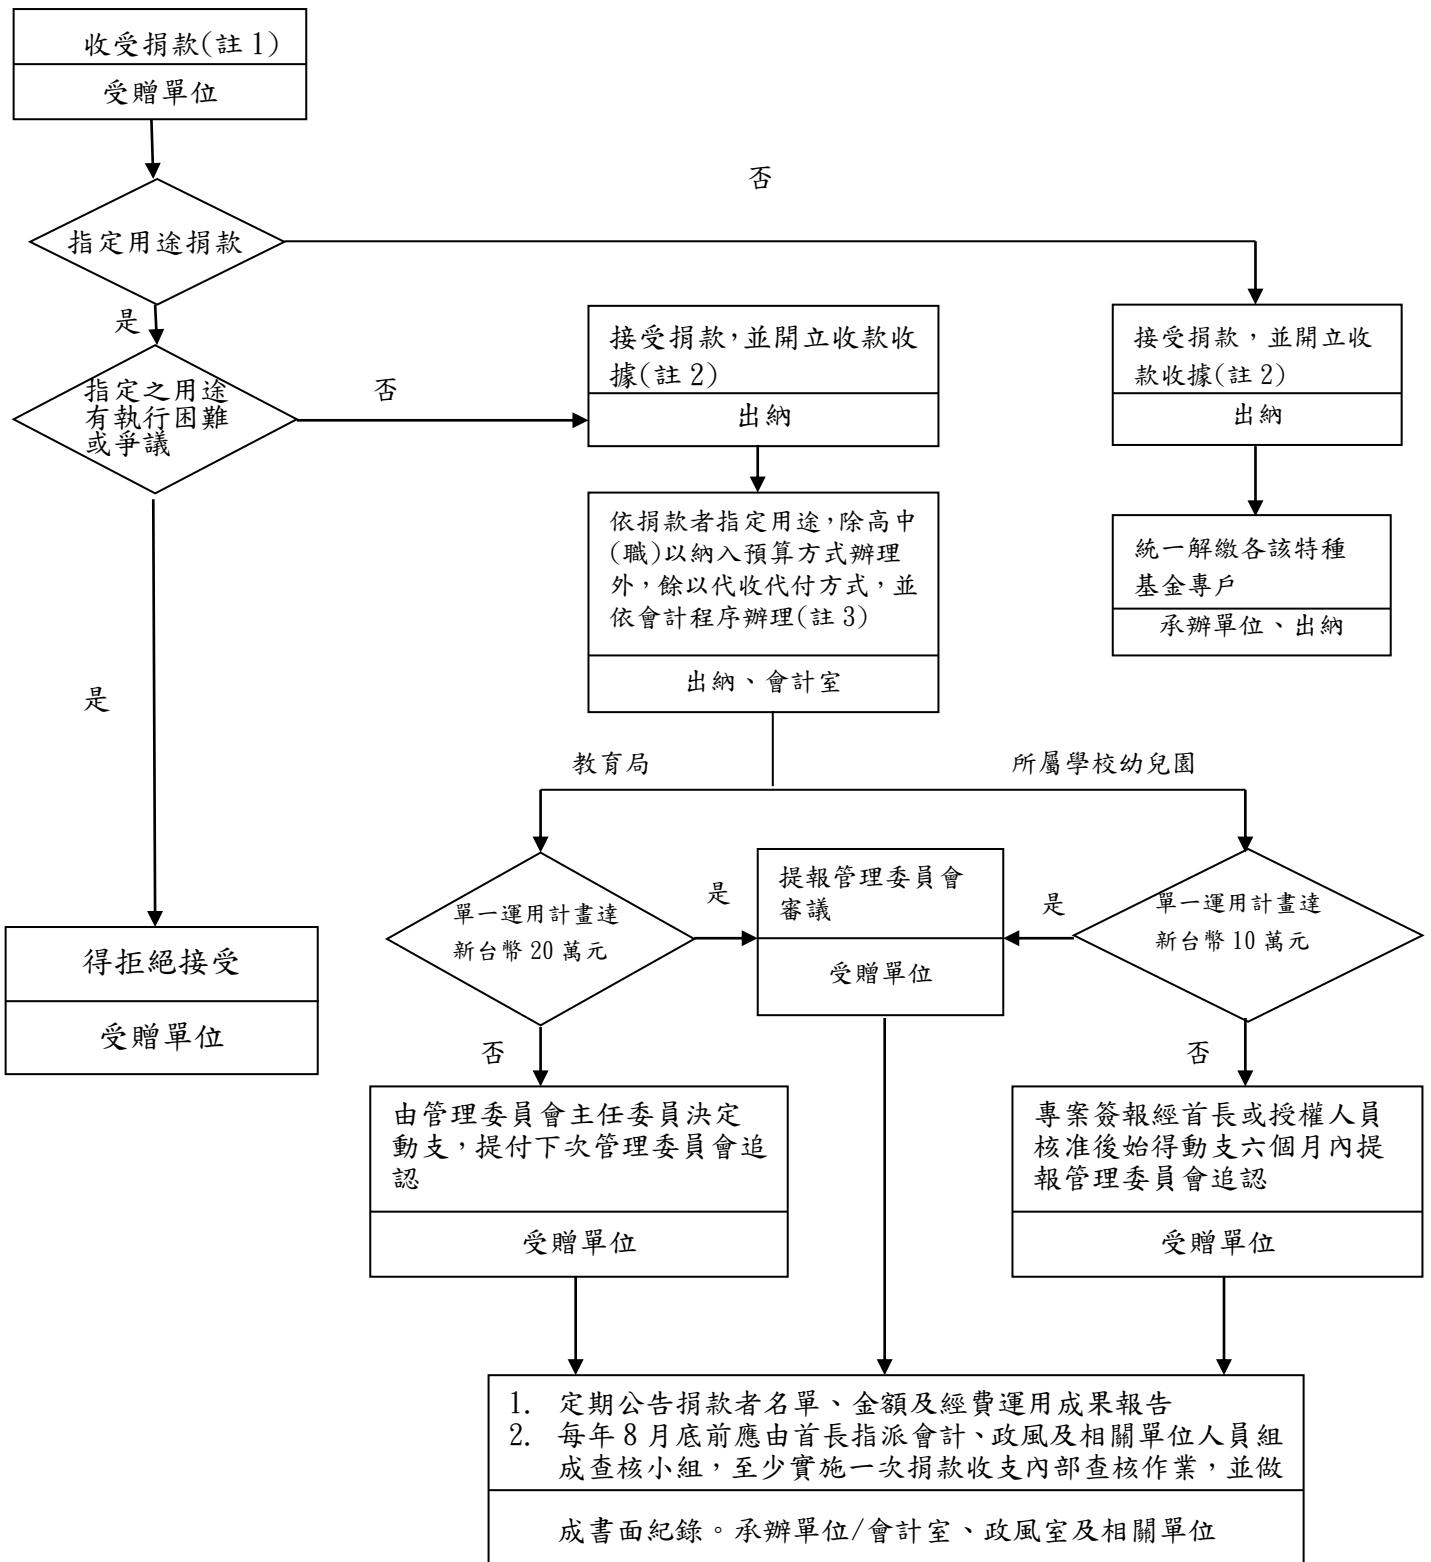 收受捐款(註 1)
受贈單位
否
指定用途捐款
是
指定之用途
有執行困難
或爭議
否
接受捐款，並開立收款收
據(註 2)
出納
接受捐款，並開立收
款收據(註 2)
出納
依捐款者指定用途，除高中
(職)以納入預算方式辦理
外，餘以代收代付方式，並
依會計程序辦理(註 3)
出納、會計室
統一解繳各該特種
基金專戶
承辦單位、出納
是
得拒絕接受
受贈單位
教育局
所屬學校幼兒園
單一運用計畫達
新台幣 20 萬元
是
提報管理委員會
審議
受贈單位
是
單一運用計畫達
新台幣 10 萬元
否
否
由管理委員會主任委員決定
動支，提付下次管理委員會追
認
受贈單位
專案簽報經首長或授權人員
核准後始得動支六個月內提
報管理委員會追認
受贈單位
1. 定期公告捐款者名單、金額及經費運用成果報告
2. 每年 8 月底前應由首長指派會計、政風及相關單位人員組
成查核小組，至少實施一次捐款收支內部查核作業，並做
成書面紀錄。承辦單位/會計室、政風室及相關單位